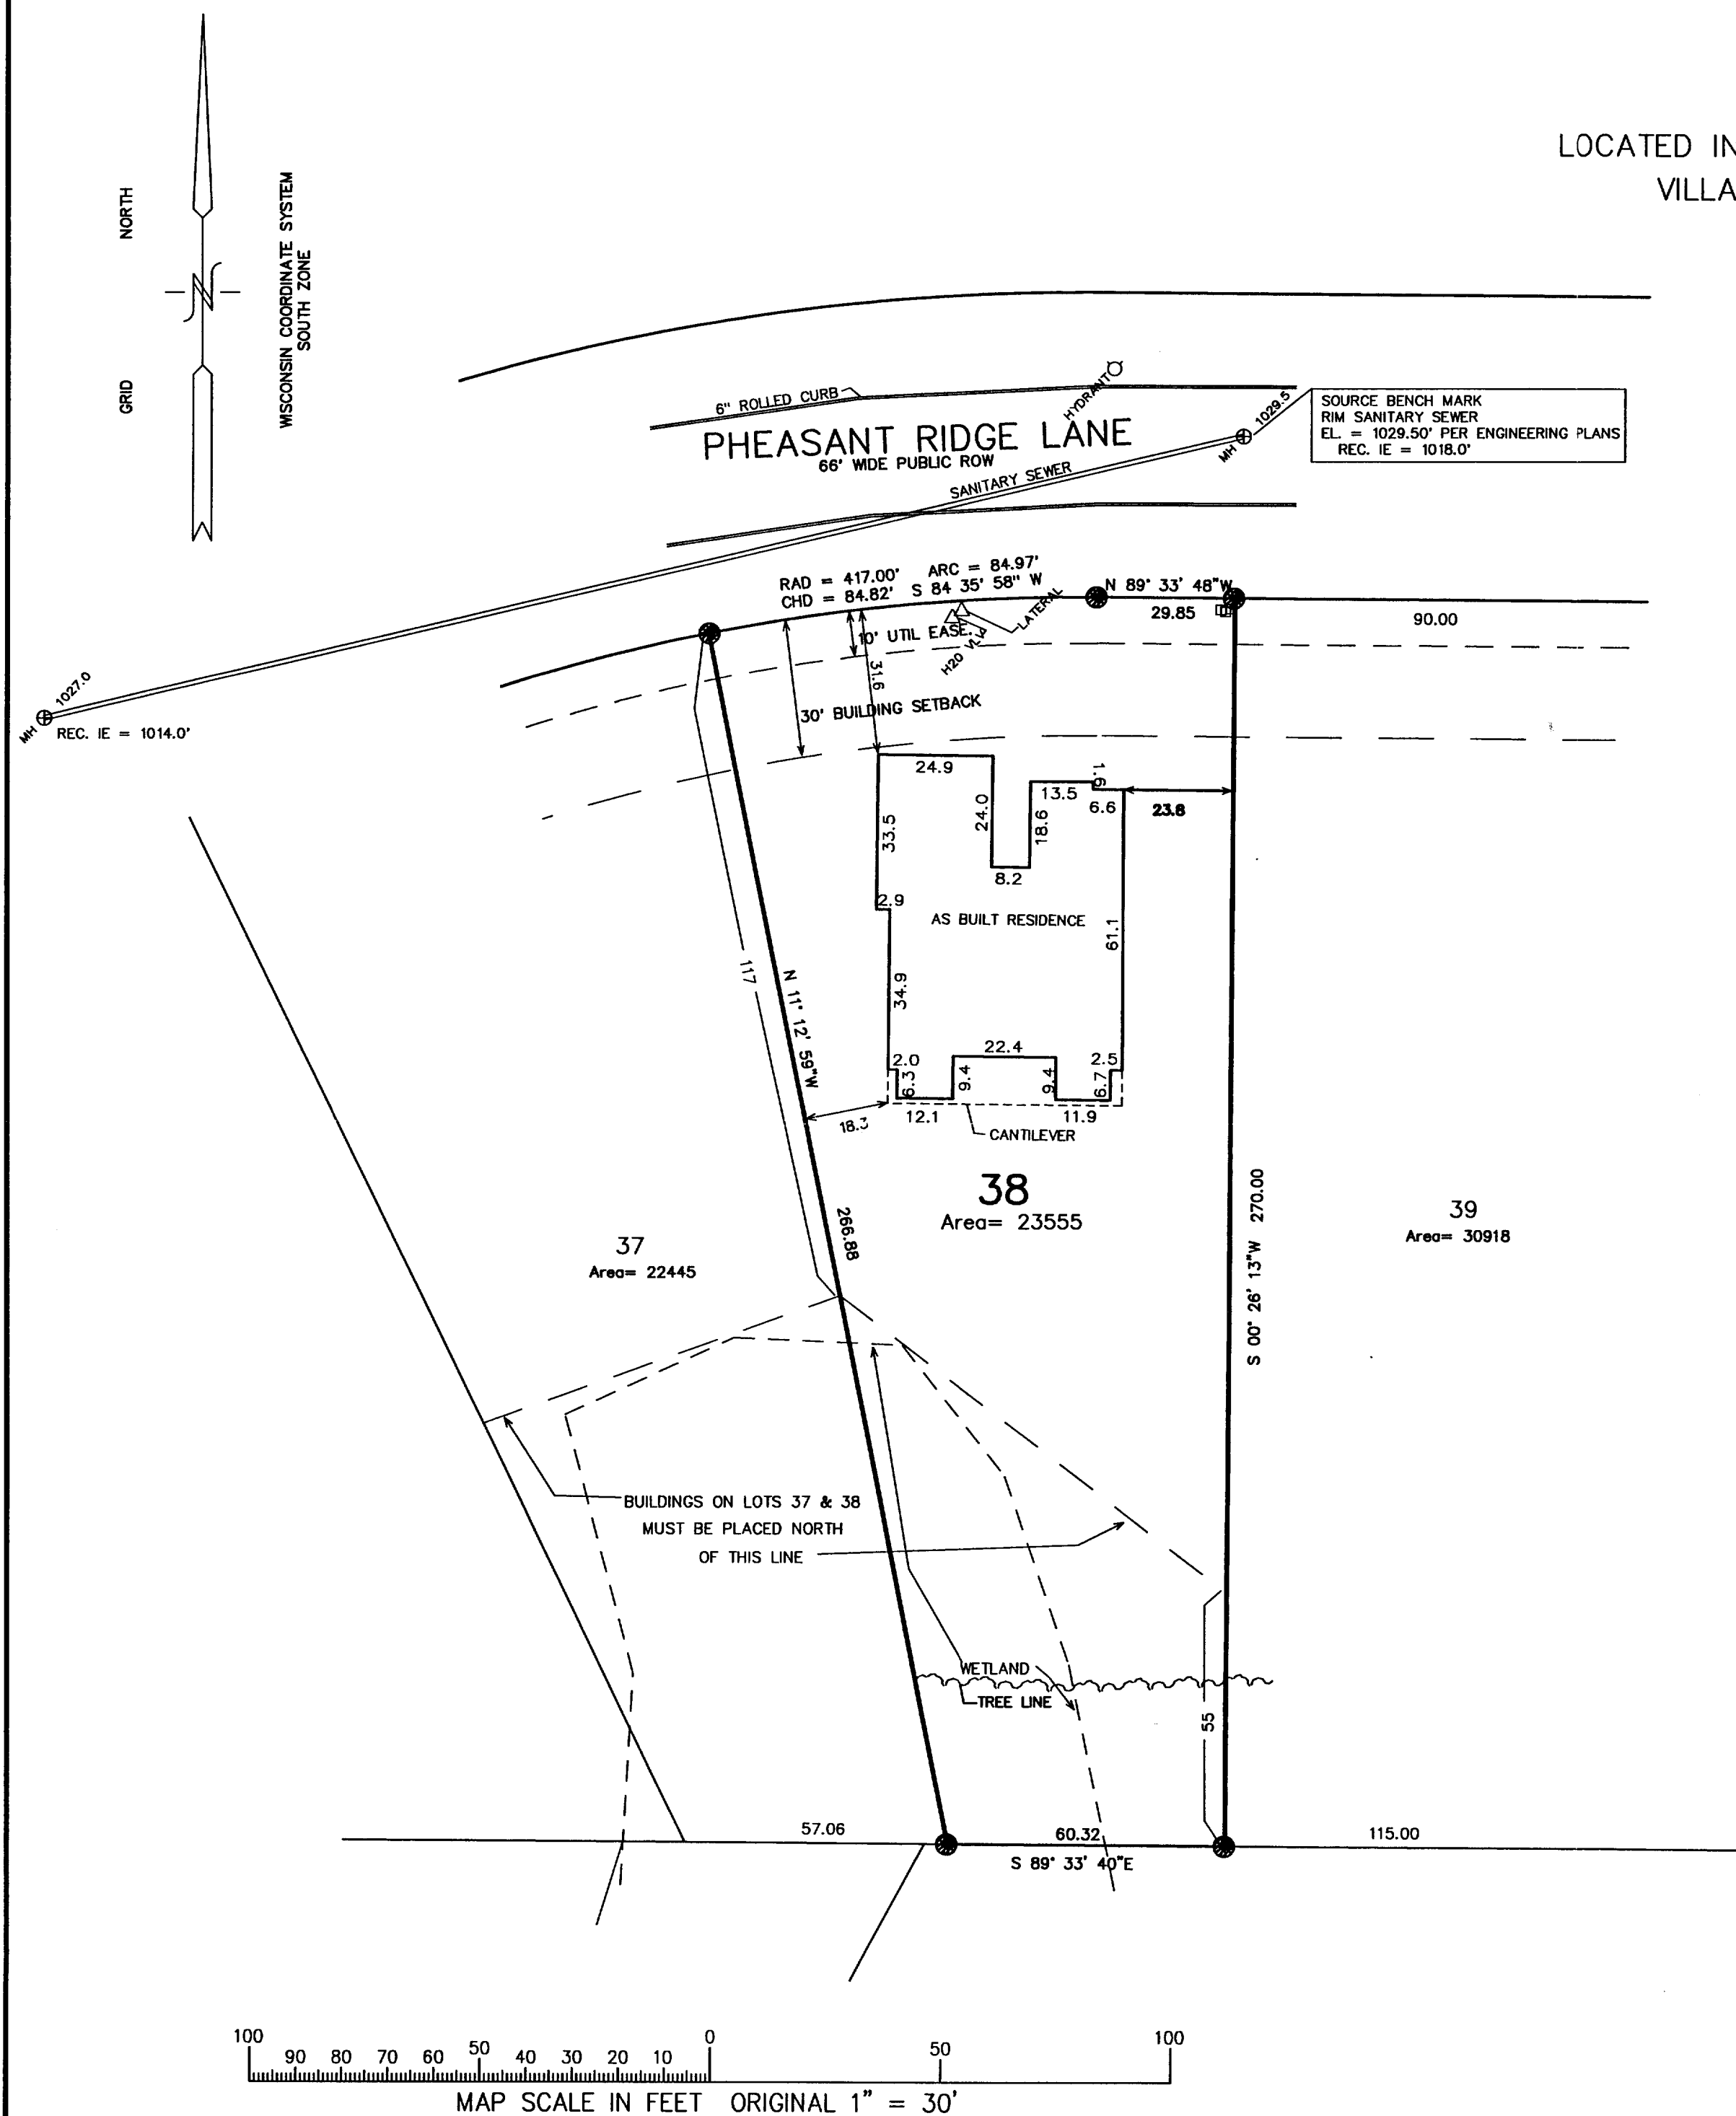 LOCATED IN
VILLA
NORTH
GRID
WISCONSIN COORDINATE SYSTEM
SOUTH ZONE
N
6" ROLLED CURB
HYDRANT
PHEASANT RIDGE LANE
66' WIDE PUBLIC ROW
SANITARY SEWER
MH
1029.5
SOURCE BENCH MARK
RIM SANITARY SEWER
EL. = 1029.50' PER ENGINEERING PLANS
REC. IE = 1018.0'
RAD = 417.00' ARC = 84.97'
CHD = 84.82' S 84 35' 58" W
N 89° 33' 48"W
29.85
90.00
LATERAL
H20 VLV
10' UTIL EASE.
31.6
30' BUILDING SETBACK
1027.0
MH
REC. IE = 1014.0'
24.9
24.0
33.5
8.2
18.6
13.5
1.6
6.6
23.8
2.9
AS BUILT RESIDENCE
61.1
34.9
117
N 11° 12' 59"W
266.88
22.4
2.0
2.5
6.3
9.4
9.4
6.7
12.1
11.9
18.3
CANTILEVER
38
Area= 23555
S 00° 26' 13"W 270.00
39
Area= 30918
37
Area= 22445
BUILDINGS ON LOTS 37 & 38
MUST BE PLACED NORTH
OF THIS LINE
WETLAND
TREE LINE
55
57.06
60.32
115.00
S 89° 33' 40"E
100
90 80 70 60 50 40 30 20 10 0
50
100
MAP SCALE IN FEET ORIGINAL 1" = 30'